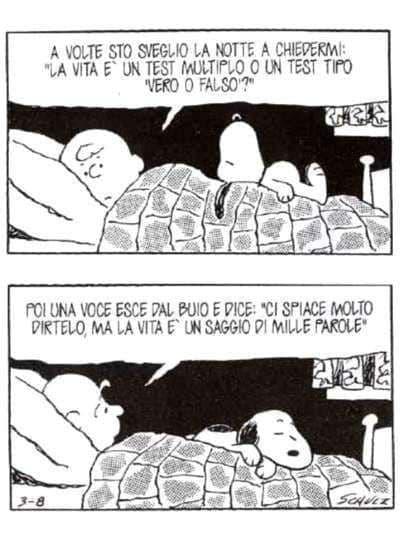 A VOLTE STO SVEGLIO LA NOTTE A CHIEDERMI:
"LA VITA E` UN TEST MULTIPLO O UN TEST TIPO
'VERO O FALSO'?"
POI UNA VOCE ESCE DAL BUIO E DICE: "CI SPIACE MOLTO
DIRTELO, MA LA VITA E` UN SAGGIO DI MILLE PAROLE"
3-8
SCHULZ